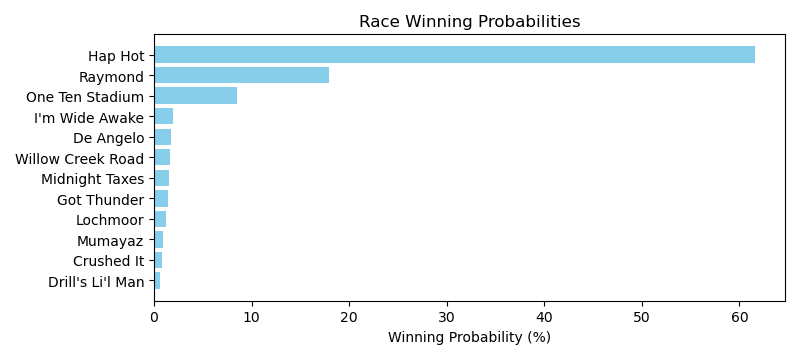 Race Winning Probabilities
Hap Hot
Raymond
One Ten Stadium
I'm Wide Awake
De Angelo
Willow Creek Road
Midnight Taxes
Got Thunder
Lochmoor
Mumayaz
Crushed It
Drill's Li'l Man
0 10 20 30 40 50 60
Winning Probability (%)